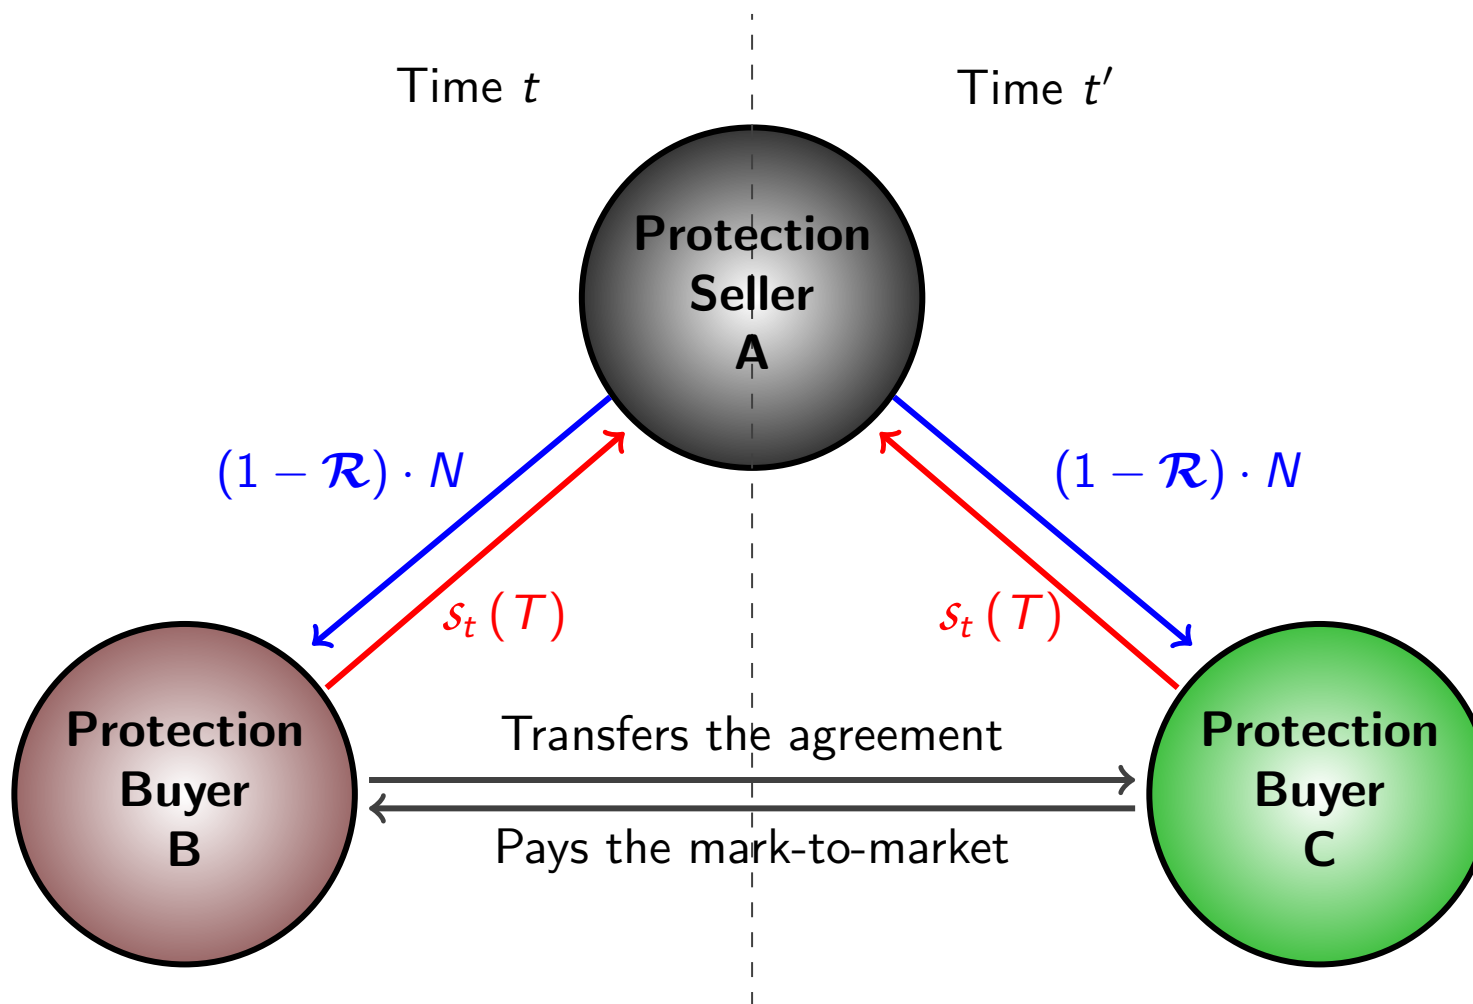 Time t
Time t′
Protection
Seller
A
(1 − 𝓡) · N
(1 − 𝓡) · N
𝓈ₜ (T)
𝓈ₜ (T)
Protection
Buyer
B
Transfers the agreement
Pays the mark-to-market
Protection
Buyer
C